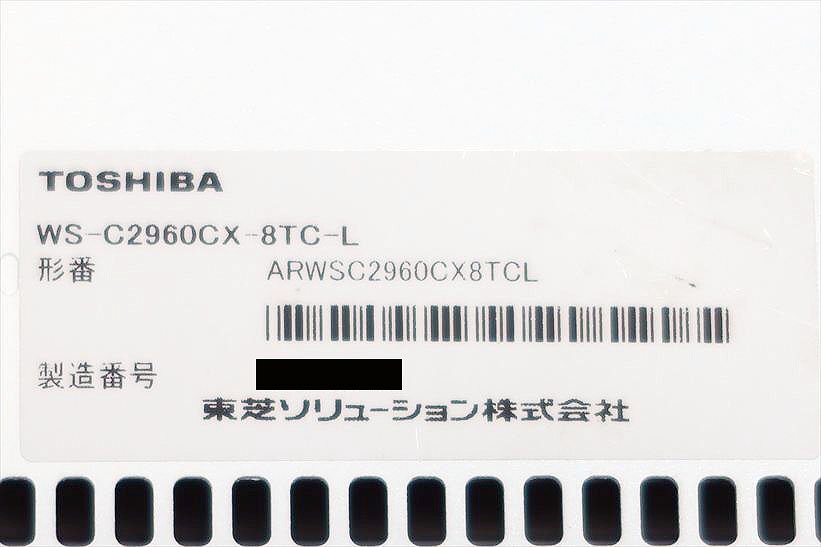 TOSHIBA
WS-C2960CX-8TC-L
形番 ARWSC2960CX8TCL
製造番号
東芝ソリューション株式会社